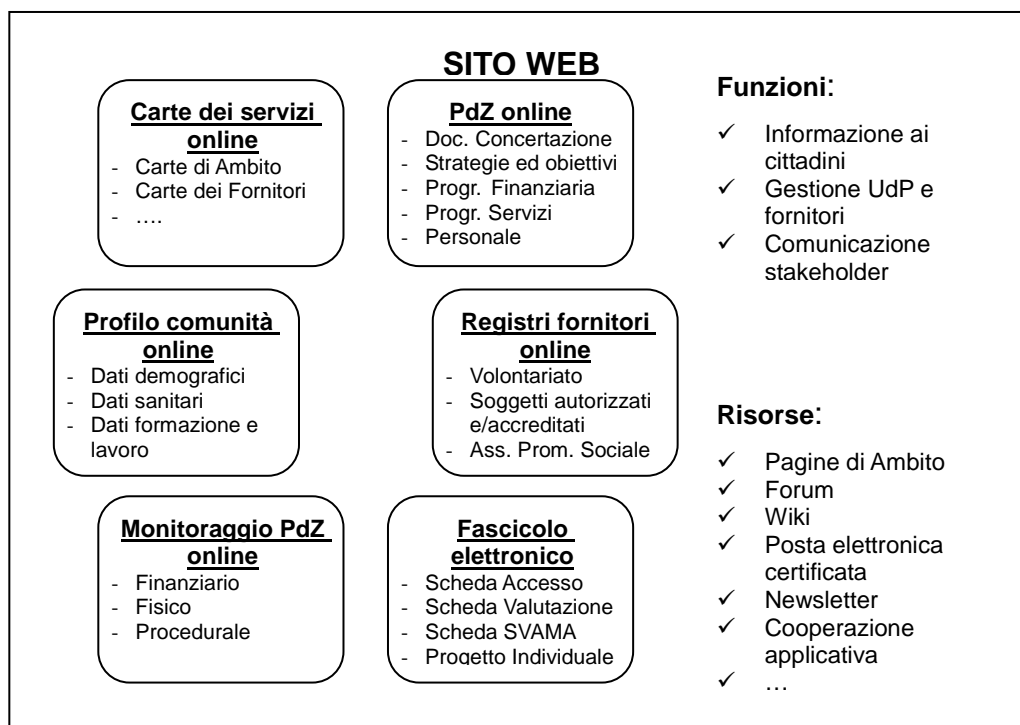 SITO WEB
Carte dei servizi
online
- Carte di Ambito
- Carte dei Fornitori
- ….
PdZ online
- Doc. Concertazione
- Strategie ed obiettivi
- Progr. Finanziaria
- Progr. Servizi
- Personale
Profilo comunità
online
- Dati demografici
- Dati sanitari
- Dati formazione e
lavoro
Registri fornitori
online
- Volontariato
- Soggetti autorizzati
e/accreditati
- Ass. Prom. Sociale
Monitoraggio PdZ
online
- Finanziario
- Fisico
- Procedurale
Fascicolo
elettronico
- Scheda Accesso
- Scheda Valutazione
- Scheda SVAMA
- Progetto Individuale
Funzioni:
✓ Informazione ai
cittadini
✓ Gestione UdP e
fornitori
✓ Comunicazione
stakeholder
Risorse:
✓ Pagine di Ambito
✓ Forum
✓ Wiki
✓ Posta elettronica
certificata
✓ Newsletter
✓ Cooperazione
applicativa
✓ …